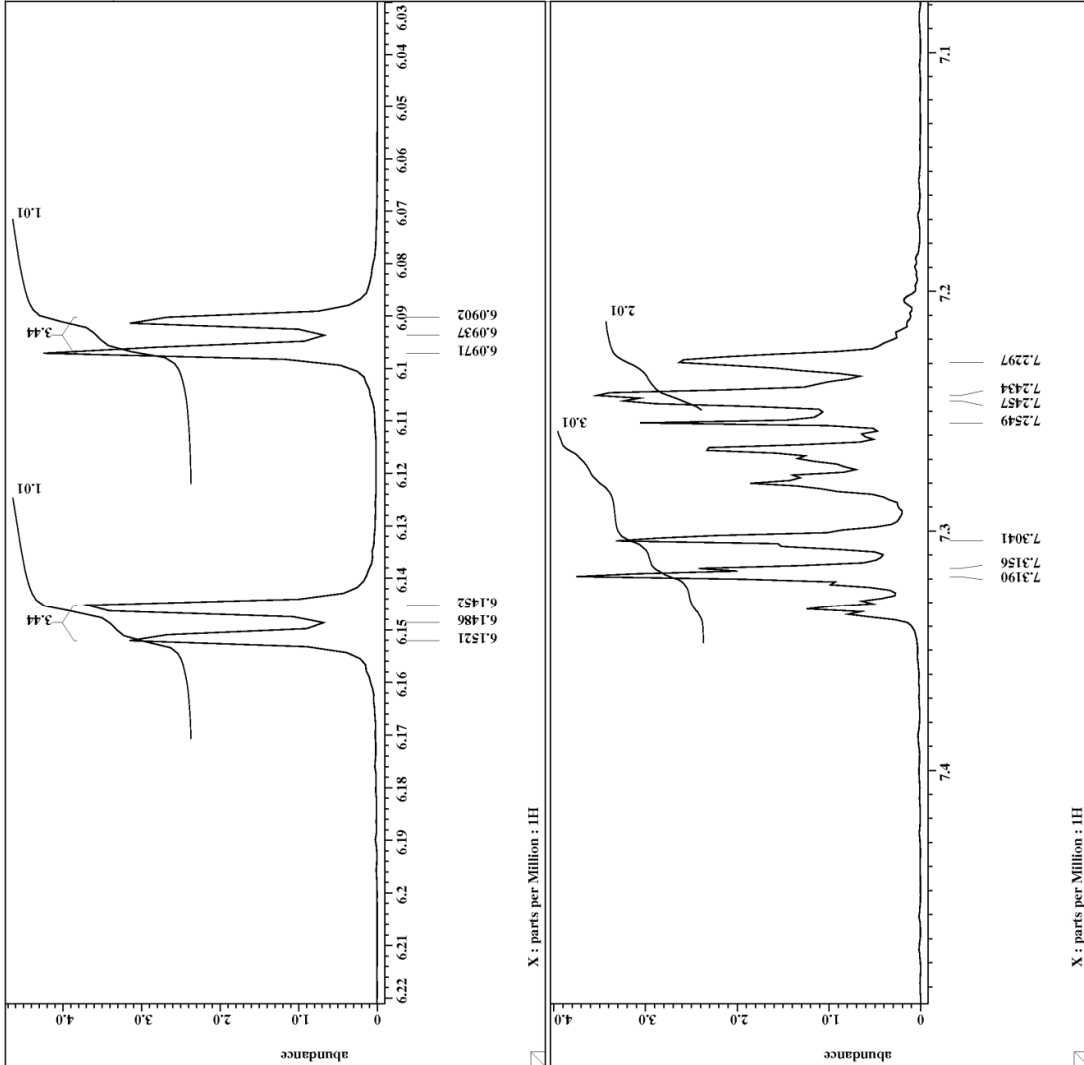 abundance
0 1.0 2.0 3.0 4.0
1.01
3.44
1.01
3.44
6.22 6.21 6.2 6.19 6.18 6.17 6.16 6.15 6.14 6.13 6.12 6.11 6.1 6.09 6.08 6.07 6.06 6.05 6.04 6.03
6.1521
6.1486
6.1452
6.0971
6.0937
6.0902
X : parts per Million : 1H
abundance
0 1.0 2.0 3.0 4.0
3.01
2.01
7.4 7.3 7.2 7.1
7.3190
7.3156
7.3041
7.2549
7.2457
7.2434
7.2297
X : parts per Million : 1H